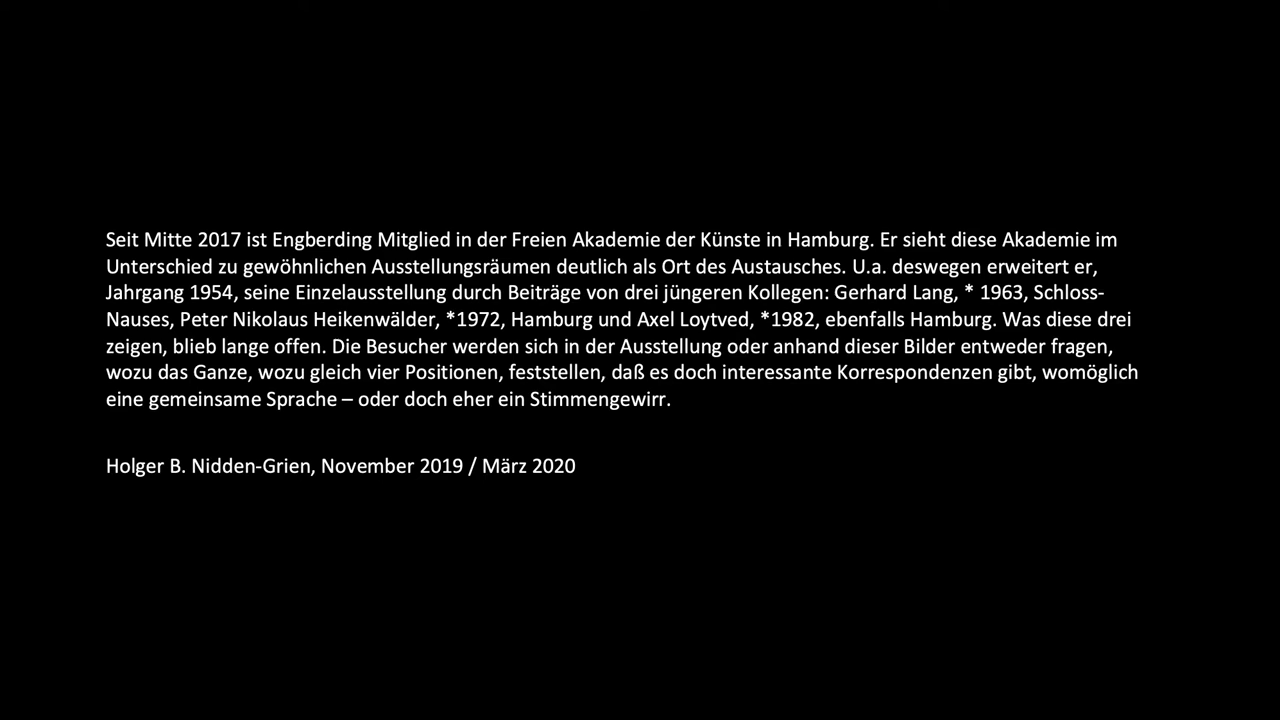 Seit Mitte 2017 ist Engberding Mitglied in der Freien Akademie der Künste in Hamburg. Er sieht diese Akademie im
Unterschied zu gewöhnlichen Ausstellungsräumen deutlich als Ort des Austausches. U.a. deswegen erweitert er,
Jahrgang 1954, seine Einzelausstellung durch Beiträge von drei jüngeren Kollegen: Gerhard Lang, * 1963, Schloss-
Nauses, Peter Nikolaus Heikenwälder, *1972, Hamburg und Axel Loytved, *1982, ebenfalls Hamburg. Was diese drei
zeigen, blieb lange offen. Die Besucher werden sich in der Ausstellung oder anhand dieser Bilder entweder fragen,
wozu das Ganze, wozu gleich vier Positionen, feststellen, daß es doch interessante Korrespondenzen gibt, womöglich
eine gemeinsame Sprache – oder doch eher ein Stimmengewirr.
Holger B. Nidden-Grien, November 2019 / März 2020